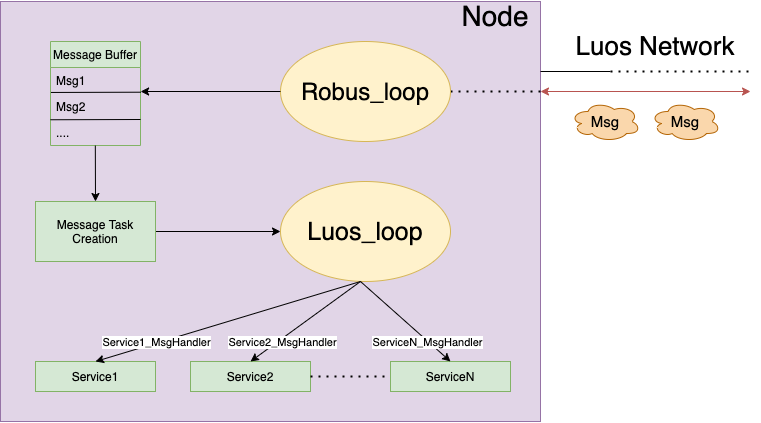 Node
Luos Network
Message Buffer
Msg1
Msg2
....
Robus_loop
Msg
Msg
Message Task
Creation
Luos_loop
Service1_MsgHandler
Service2_MsgHandler
ServiceN_MsgHandler
Service1
Service2
ServiceN